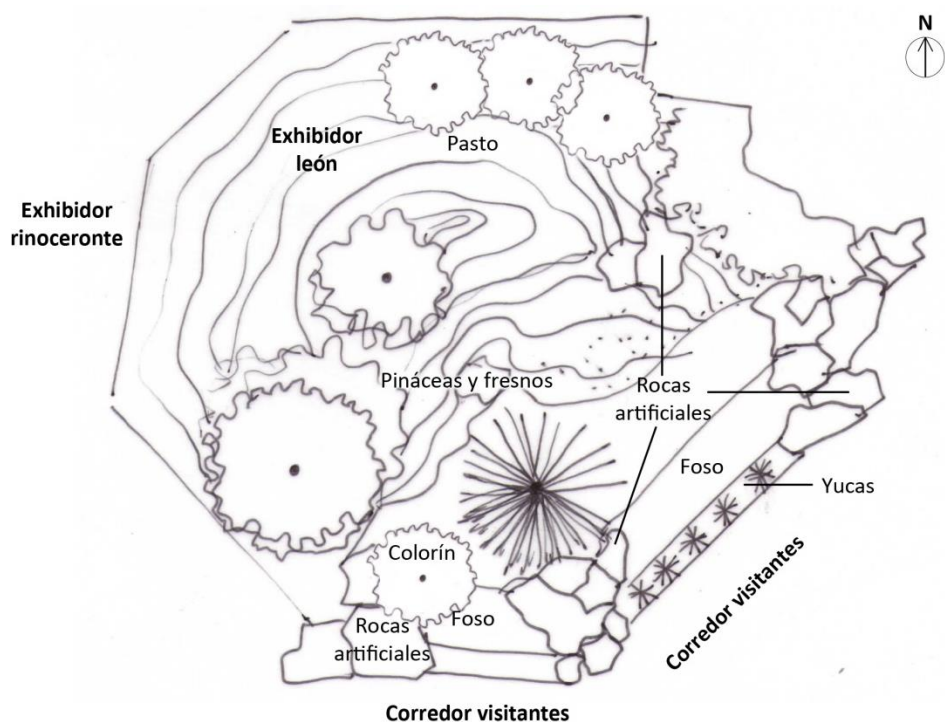 N
Exhibidor
león
Pasto
Exhibidor
rinoceronte
Pináceas y fresnos
Rocas
artificiales
Foso
Yucas
Colorín
Foso
Rocas
artificiales
Corredor visitantes
Corredor visitantes